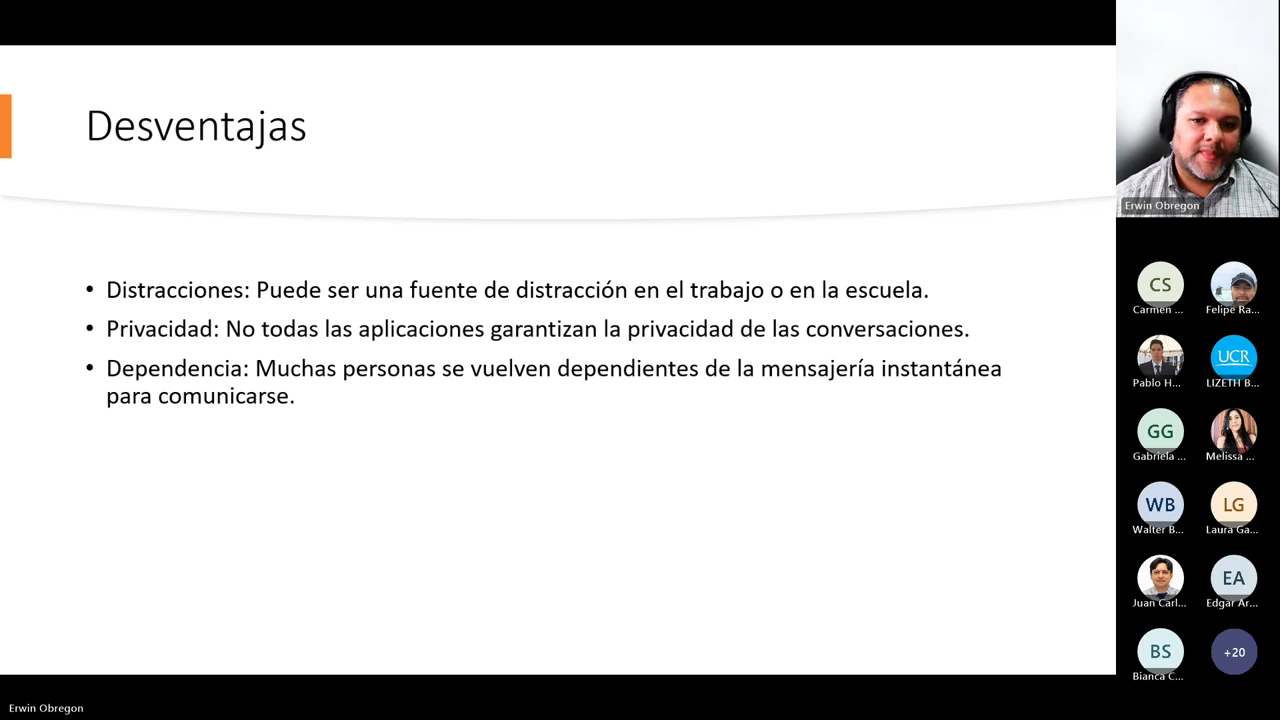 Desventajas
• Distracciones: Puede ser una fuente de distracción en el trabajo o en la escuela.
• Privacidad: No todas las aplicaciones garantizan la privacidad de las conversaciones.
• Dependencia: Muchas personas se vuelven dependientes de la mensajería instantánea
para comunicarse.
Erwin Obregon
CS
Carmen ...
Felipe Ra...
Pablo H...
UCR
LIZETH B...
GG
Gabriela ...
Melissa ...
WB
Walter B...
LG
Laura Ga...
Juan Carl...
EA
Edgar Ar...
BS
Bianca C...
+20
Erwin Obregon